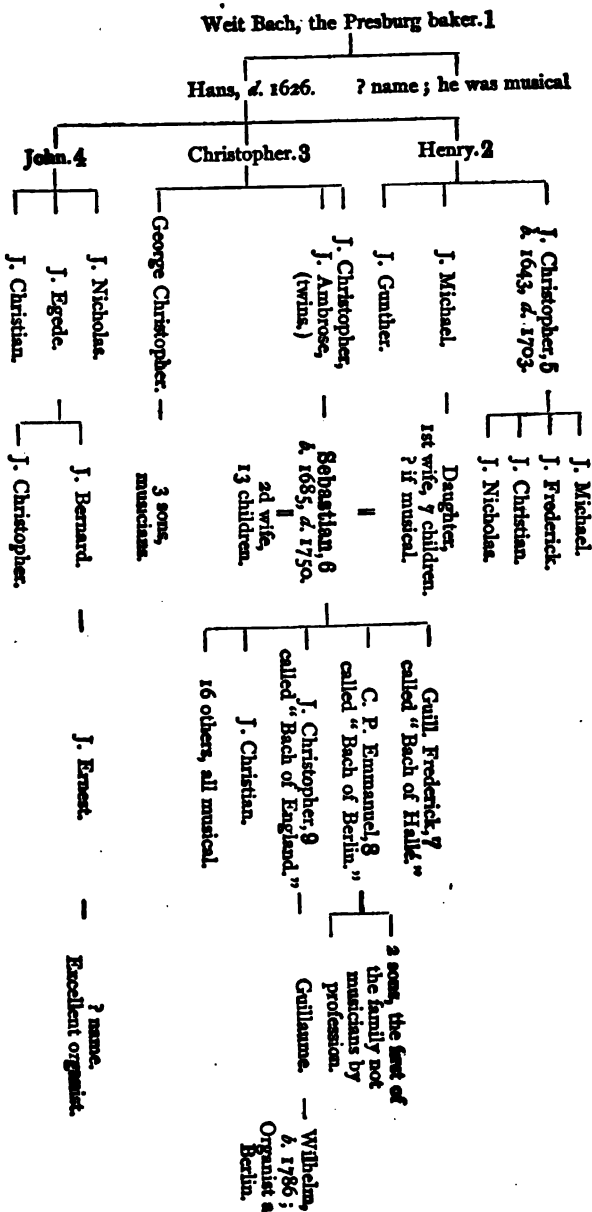 Weit Bach, the Presburg baker.1
Hans, d. 1626.
? name; he was musical
John.4
Christopher.3
Henry.2
J. Christian.
J. Egede.
J. Nicholas.
George Christopher.
J. Christopher,
J. Ambrose,
(twins.)
J. Gunther.
J. Michael.
J. Christopher,5
b. 1643, d. 1703.
J. Christopher.
J. Bernard.
3 sons,
musicians.
Sebastian,6
b. 1685, d. 1750.
2d wife,
13 children.
Daughter,
1st wife, 7 children.
? if musical.
J. Nicholas.
J. Christian.
J. Frederick.
J. Michael.
J. Ernest.
16 others, all musical.
J. Christian.
J. Christopher,9
called "Bach of England."
C. P. Emmanuel,8
called "Bach of Berlin."
Guill. Frederick,7
called "Bach of Hallé."
? name.
Excellent organist.
Guillaume.
2 sons, the first of
the family not
musicians by
profession.
Wilhelm,
b. 1786;
Organist a
Berlin.